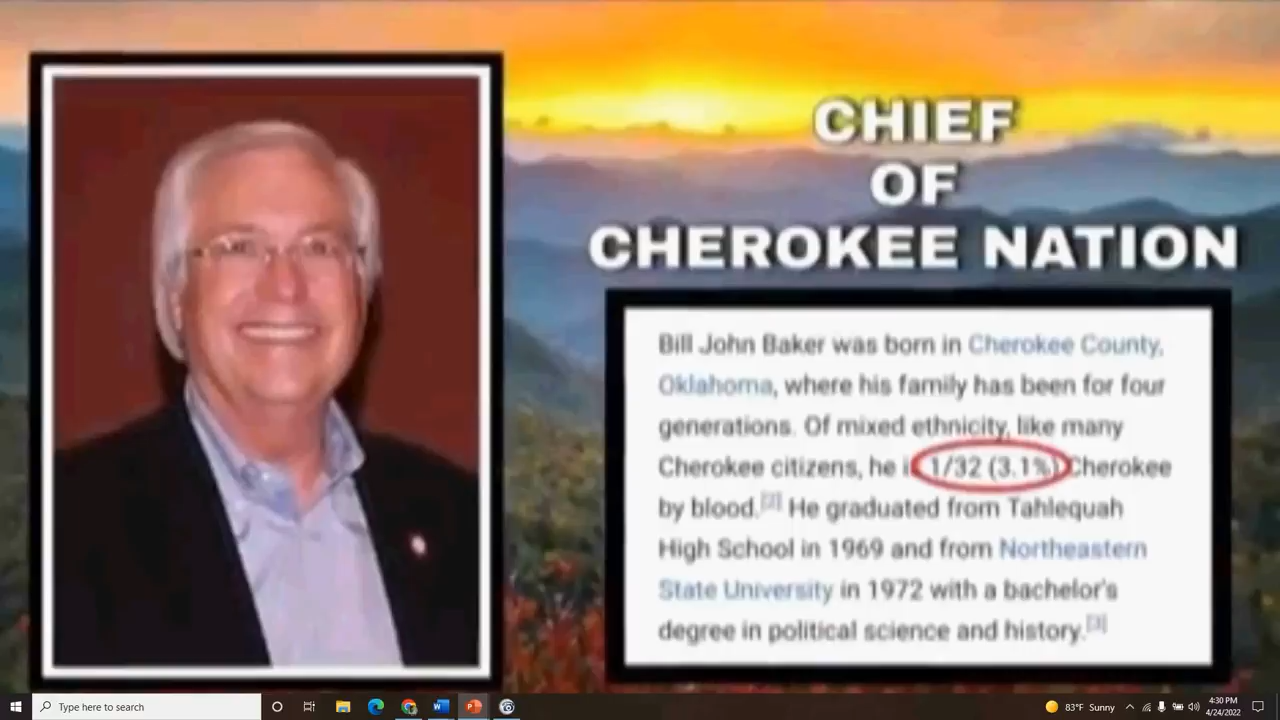 CHIEF
OF
CHEROKEE NATION
Bill John Baker was born in Cherokee County,
Oklahoma, where his family has been for four
generations. Of mixed ethnicity, like many
Cherokee citizens, he i 1/32 (3.1%) Cherokee
by blood.[2] He graduated from Tahlequah
High School in 1969 and from Northeastern
State University in 1972 with a bachelor's
degree in political science and history.[3]
Type here to search
83°F Sunny
4:30 PM
4/24/2022